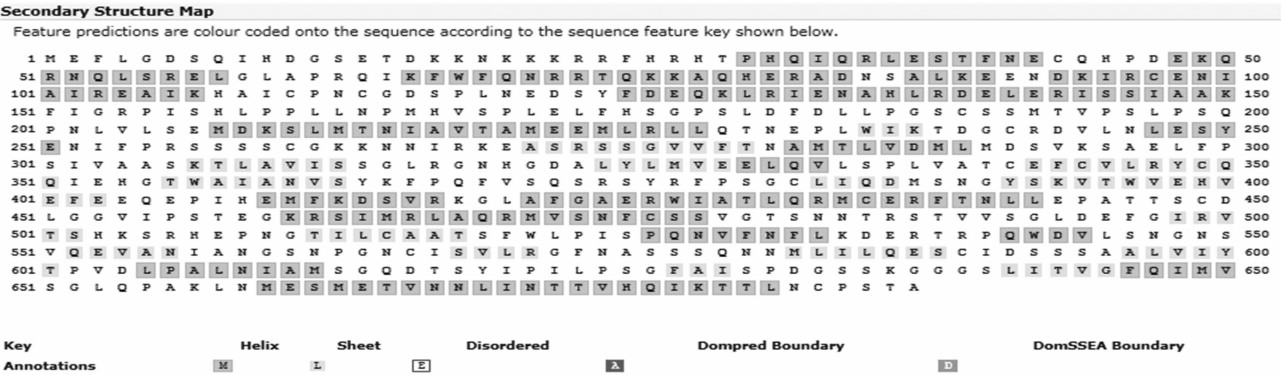 Secondary Structure Map
Feature predictions are colour coded onto the sequence according to the sequence feature key shown below.
1 M E F L G D S Q I H D G S E T D K K N K K K R R F H R H T P H Q I Q R L E S T F N E C Q H P D E K Q 50
51 R N Q L S R E L G L A P R Q I K F W F Q N R R T Q K K A Q H E R A D N S A L K E E N D K I R C E N I 100
101 A I R E A I K H A I C P N C G D S P L N E D S Y F D E Q K L R I E N A H L R D E L E R I S S I A A K 150
151 F I G R P I S H L P P L L N P M H V S P L E L F H S G P S L D F D L L P G S C S S M T V P S L P S Q 200
201 P N L V L S E M D K S L M T N I A V T A M E E M L R L L Q T N E P L W I K T D G C R D V L N L E S Y 250
251 E N I F P R S S S S C G K K N N I R K E A S R S S G V V F T N A M T L V D M L M D S V K S A E L F P 300
301 S I V A A S K T L A V I S S G L R G N H G D A L Y L M V E E L Q V L S P L V A T C E F C V L R Y C Q 350
351 Q I E H G T W A I A N V S Y K F P Q F V S Q S R S Y R F P S G C L I Q D M S N G Y S K V T W V E H V 400
401 E F E E Q E P I H E M F K D S V R K G L A F G A E R W I A T L Q R M C E R F T N L L E P A T T S C D 450
451 L G G V I P S T E G K R S I M R L A Q R M V S N F C S S V G T S N N T R S T V V S G L D E F G I R V 500
501 T S H K S R H E P N G T I L C A A T S F W L P I S P Q N V F N F L K D E R T R P Q W D V L S N G N S 550
551 V Q E V A N I A N G S N P G N C I S V L R G F N A S S S Q N N M L I L Q E S C I D S S A A L V I Y 600
601 T P V D L P A L N I A M S G Q D T S Y I P I L P S G F A I S P D G S S K G G G S L I T V G F Q I M V 650
651 S G L Q P A K L N M E S M E T V N N L I N T T V H Q I K T T L N C P S T A
Key Helix Sheet Disordered Dompred Boundary DomSSEA Boundary
Annotations M L E A D